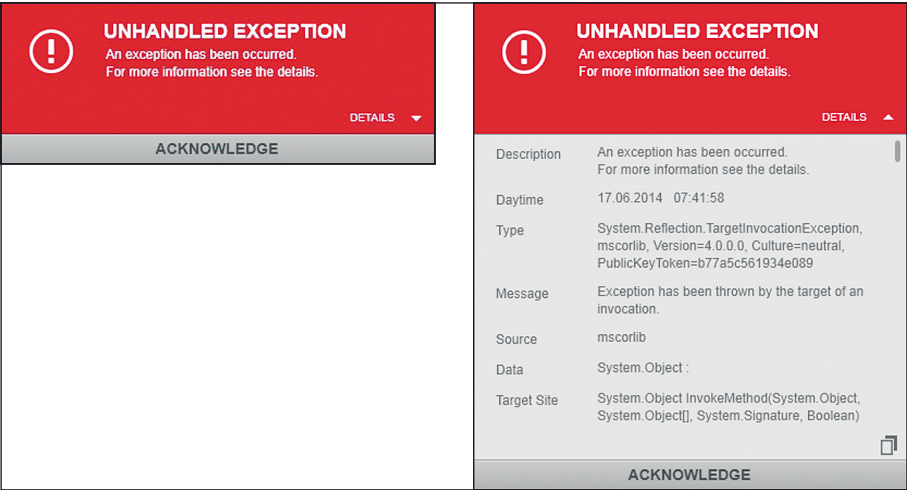 UNHANDLED EXCEPTION
An exception has been occurred.
For more information see the details.
DETAILS
ACKNOWLEDGE
UNHANDLED EXCEPTION
An exception has been occurred.
For more information see the details.
DETAILS
Description An exception has been occurred.
For more information see the details.
Daytime 17.06.2014 07:41:58
Type System.Reflection.TargetInvocationException,
mscorlib, Version=4.0.0.0, Culture=neutral,
PublicKeyToken=b77a5c561934e089
Message Exception has been thrown by the target of an
invocation.
Source mscorlib
Data System.Object :
Target Site System.Object InvokeMethod(System.Object,
System.Object[], System.Signature, Boolean)
ACKNOWLEDGE